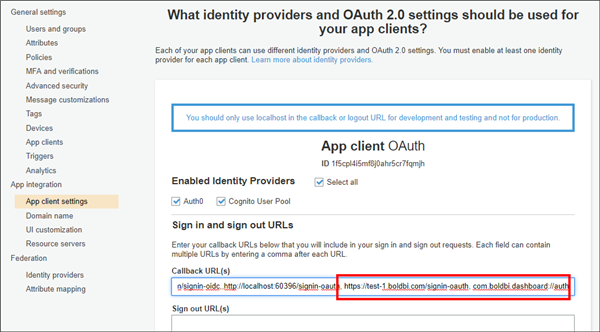 General settings
Users and groups
Attributes
Policies
MFA and verifications
Advanced security
Message customizations
Tags
Devices
App clients
Triggers
Analytics
App integration
App client settings
Domain name
UI customization
Resource servers
Federation
Identity providers
Attribute mapping
What identity providers and OAuth 2.0 settings should be used for
your app clients?
Each of your app clients can use different identity providers and OAuth 2.0 settings. You must enable at least one identity
provider for each app client. Learn more about identity providers.
You should only use localhost in the callback or logout URL for development and testing and not for production.
App client OAuth
ID 1f5cpl4i5mf8j0ahr5cr7fqmjh
Enabled Identity Providers Select all
Auth0 Cognito User Pool
Sign in and sign out URLs
Enter your callback URLs below that you will include in your sign in and sign out requests. Each field can contain
multiple URLs by entering a comma after each URL.
Callback URL(s)
n/signin-oidc,,http://localhost:60396/signin-oauth, https://test-1.boldbi.com/signin-oauth, com.boldbi.dashboard://auth
Sign out URL(s)